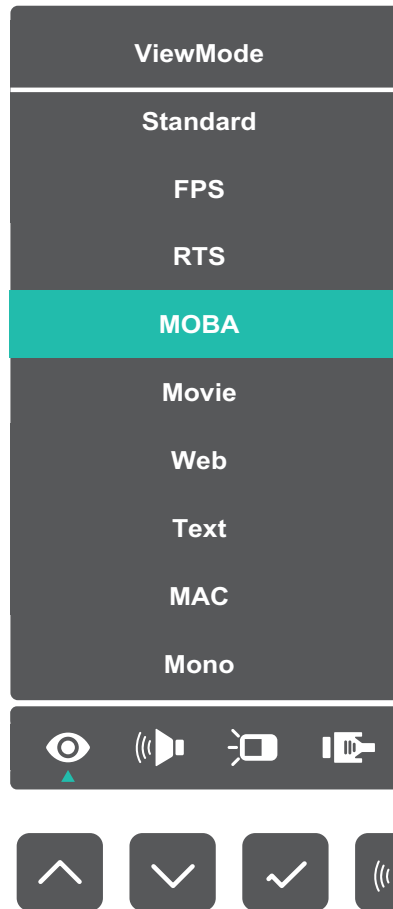 ViewMode
Standard
FPS
RTS
MOBA
Movie
Web
Text
MAC
Mono